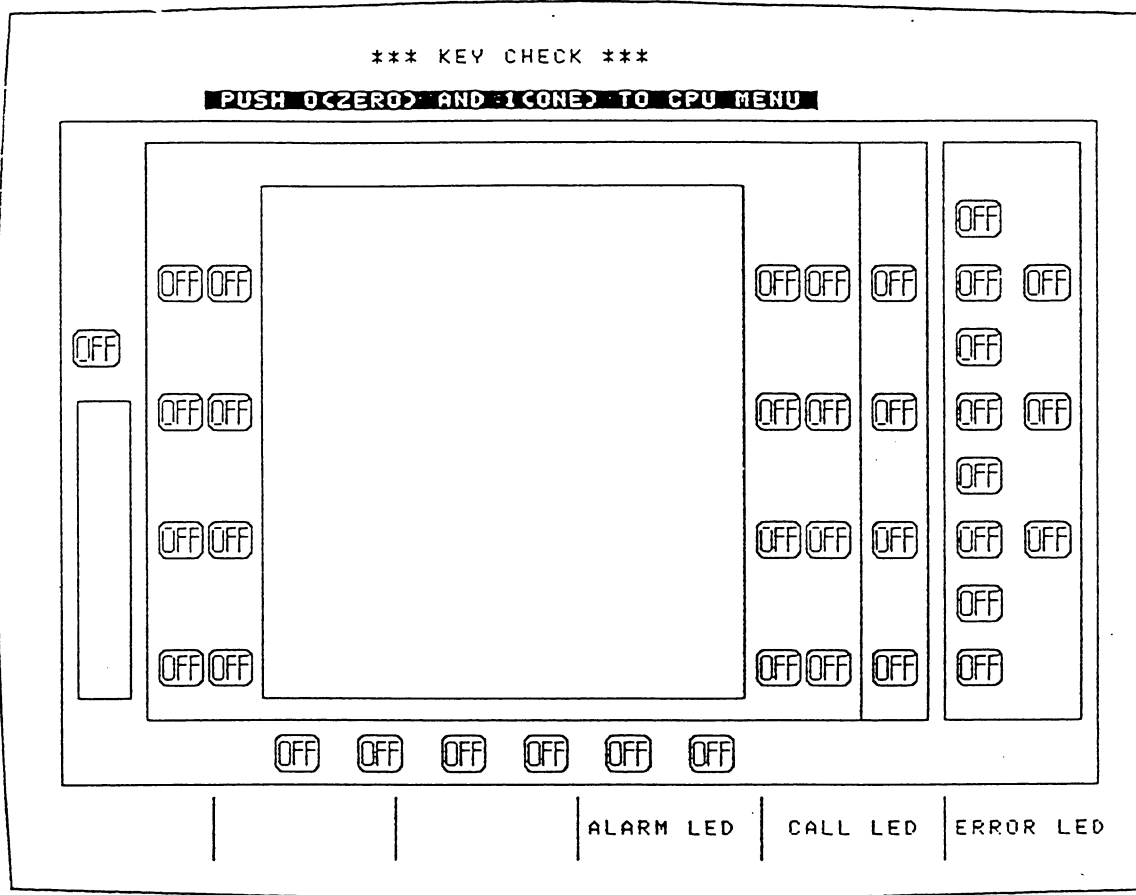 *** KEY CHECK ***
PUSH 0(ZERO) AND 1(ONE) TO CPU MENU
OFF
OFF OFF OFF OFF OFF OFF OFF
OFF
OFF
OFF OFF OFF OFF OFF OFF OFF
OFF
OFF OFF OFF OFF OFF OFF OFF
OFF
OFF OFF OFF OFF OFF OFF
OFF OFF OFF OFF OFF OFF
ALARM LED CALL LED ERROR LED